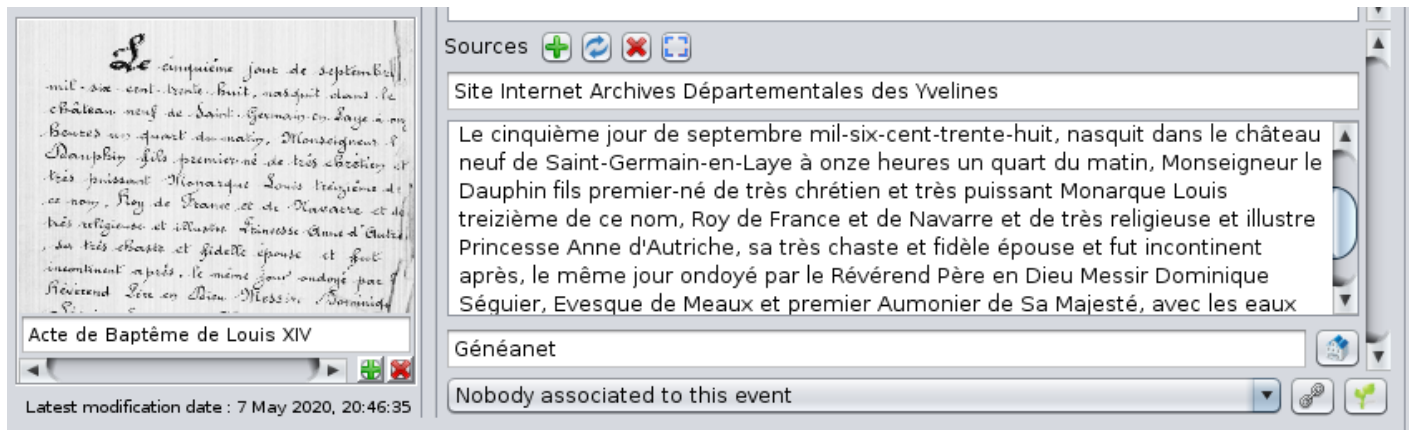 Le cinquième jour de septembre
mil-six-cent-trente-huit, nasquit dans le
château neuf de Saint-Germain-en-Laye à onz
heures un quart du matin, Monseigneur l
Dauphin fils premier-né de très chrétien et
très puissant Monarque Louis treizième de
ce nom, Roy de France et de Navarre et de
très religieuse et illustre Princesse Anne d'Autri
, sa très chaste et fidelle épouse et fut
incontinent après, le même jour ondoyé par l
Révérend Père en Dieu Messire Dominiq
Acte de Baptême de Louis XIV
Latest modification date : 7 May 2020, 20:46:35
Sources
Site Internet Archives Départementales des Yvelines
Le cinquième jour de septembre mil-six-cent-trente-huit, nasquit dans le château
neuf de Saint-Germain-en-Laye à onze heures un quart du matin, Monseigneur le
Dauphin fils premier-né de très chrétien et très puissant Monarque Louis
treizième de ce nom, Roy de France et de Navarre et de très religieuse et illustre
Princesse Anne d'Autriche, sa très chaste et fidèle épouse et fut incontinent
après, le même jour ondoyé par le Révérend Père en Dieu Messir Dominique
Séguier, Evesque de Meaux et premier Aumonier de Sa Majesté, avec les eaux
Généanet
Nobody associated to this event